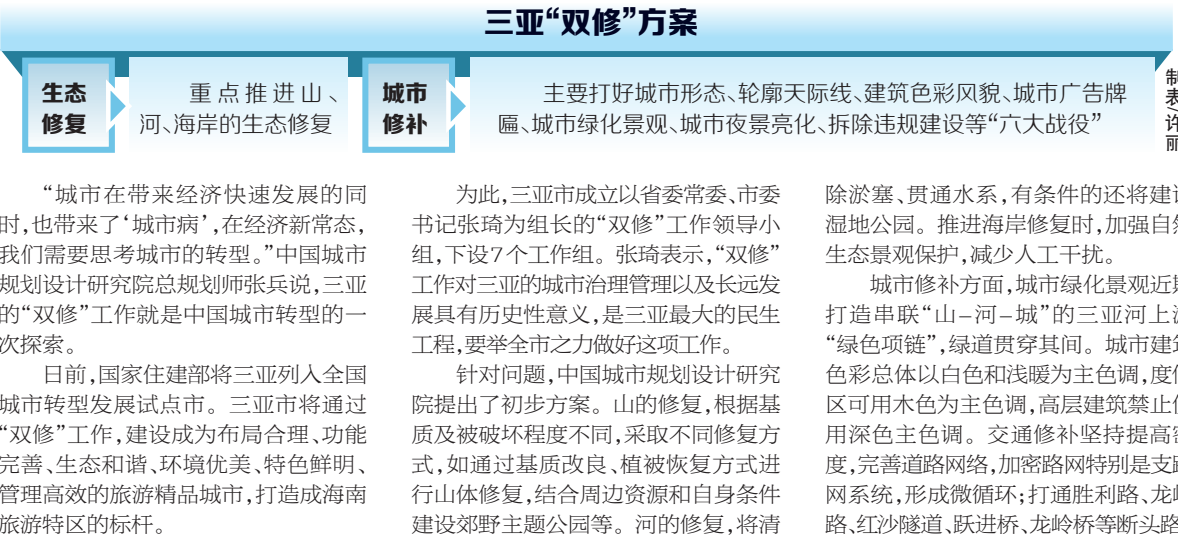 三亚“双修”方案
生态
修复
重点推进山、
河、海岸的生态修复
城市
修补
主要打好城市形态、轮廓天际线、建筑色彩风貌、城市广告牌
匾、城市绿化景观、城市夜景亮化、拆除违规建设等“六大战役”
制表/许丽
“城市在带来经济快速发展的同
时,也带来了‘城市病’,在经济新常态,
我们需要思考城市的转型。”中国城市
规划设计研究院总规划师张兵说,三亚
的“双修”工作就是中国城市转型的一
次探索。
日前,国家住建部将三亚列入全国
城市转型发展试点市。三亚市将通过
“双修”工作,建设成为布局合理、功能
完善、生态和谐、环境优美、特色鲜明、
管理高效的旅游精品城市,打造成海南
旅游特区的标杆。
为此,三亚市成立以省委常委、市委
书记张琦为组长的“双修”工作领导小
组,下设7个工作组。张琦表示,“双修”
工作对三亚的城市治理管理以及长远发
展具有历史性意义,是三亚最大的民生
工程,要举全市之力做好这项工作。
针对问题,中国城市规划设计研究
院提出了初步方案。山的修复,根据基
质及被破坏程度不同,采取不同修复方
式,如通过基质改良、植被恢复方式进
行山体修复,结合周边资源和自身条件
建设郊野主题公园等。河的修复,将清
除淤塞、贯通水系,有条件的还将建设
湿地公园。推进海岸修复时,加强自然
生态景观保护,减少人工干扰。
城市修补方面,城市绿化景观近期
打造串联“山–河–城”的三亚河上游
“绿色项链”,绿道贯穿其间。城市建筑
色彩总体以白色和浅暖为主色调,度假
区可用木色为主色调,高层建筑禁止使
用深色主色调。交通修补坚持提高密
度,完善道路网络,加密路网特别是支路
网系统,形成微循环;打通胜利路、龙岭
路、红沙隧道、跃进桥、龙岭桥等断头路